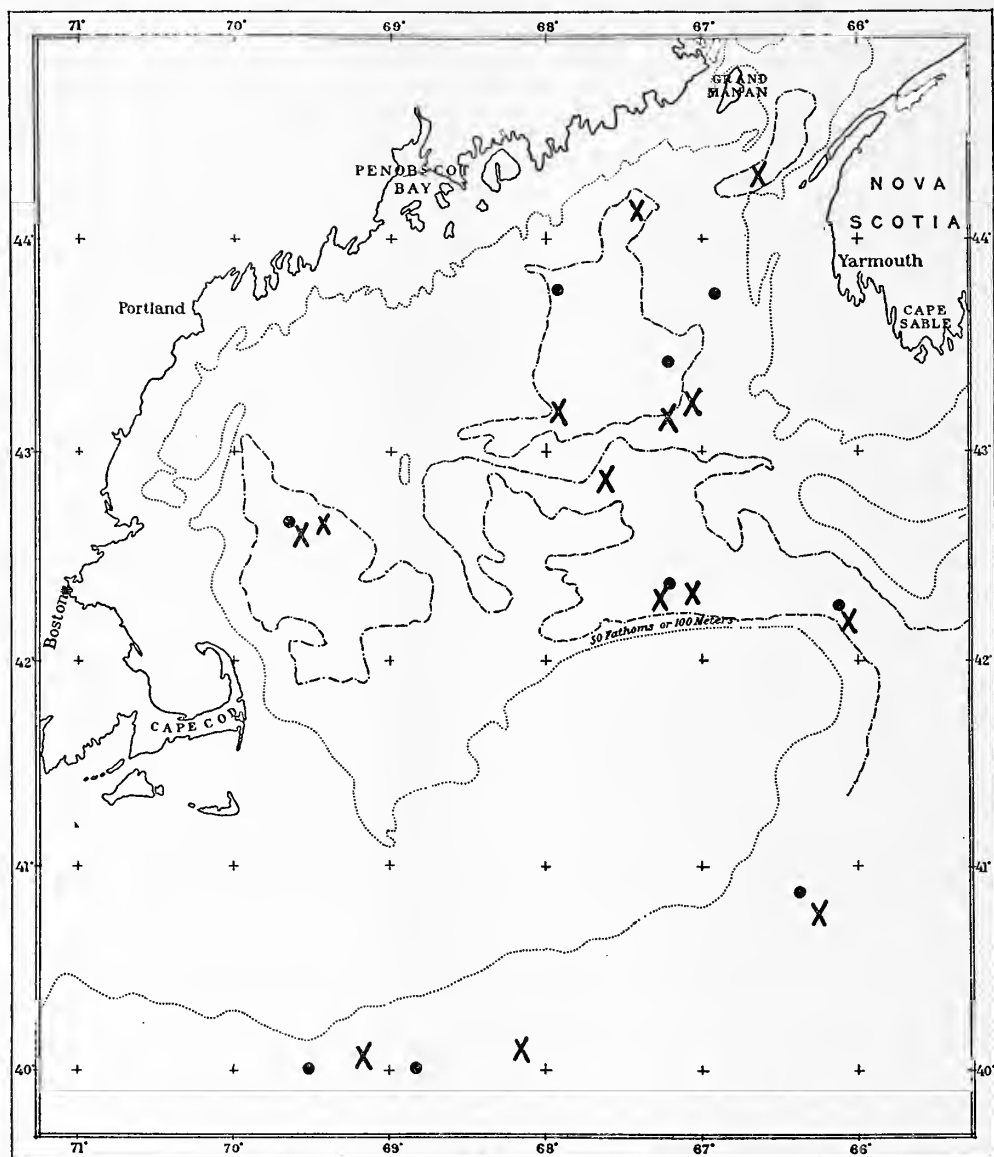 71° 70° 69° 68° 67° 66°
GRAND
MANAN
PENOBSCOT
BAY
NOVA
SCOTIA
44° 44°
Yarmouth
Portland
CAPE
SABLE
43° 43°
Boston
50 Fathoms or 100 Meters
42° 42°
CAPE COD
41° 41°
40° 40°
71° 70° 69° 68° 67° 66°